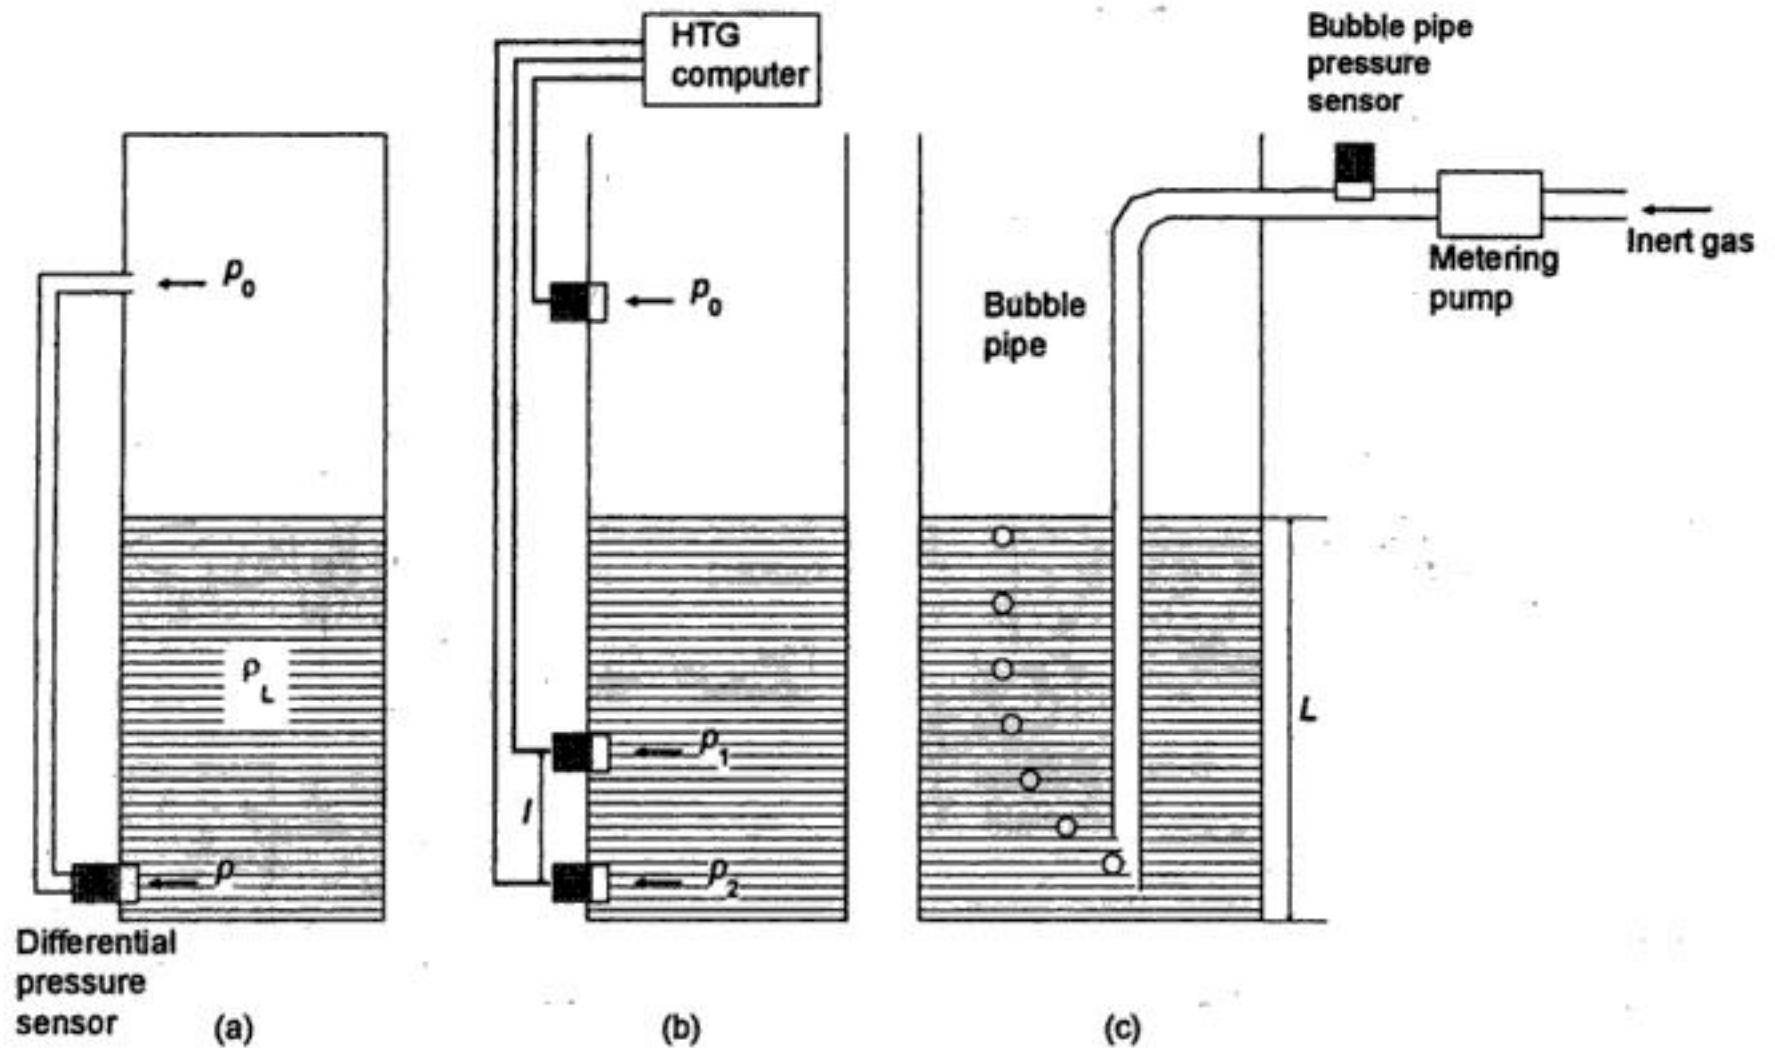 HTG
computer
Bubble pipe
pressure
sensor
Inert gas
Metering
pump
p0
p0
Bubble
pipe
ρL
p1
L
l
p
p2
Differential
pressure
sensor
(a)
(b)
(c)